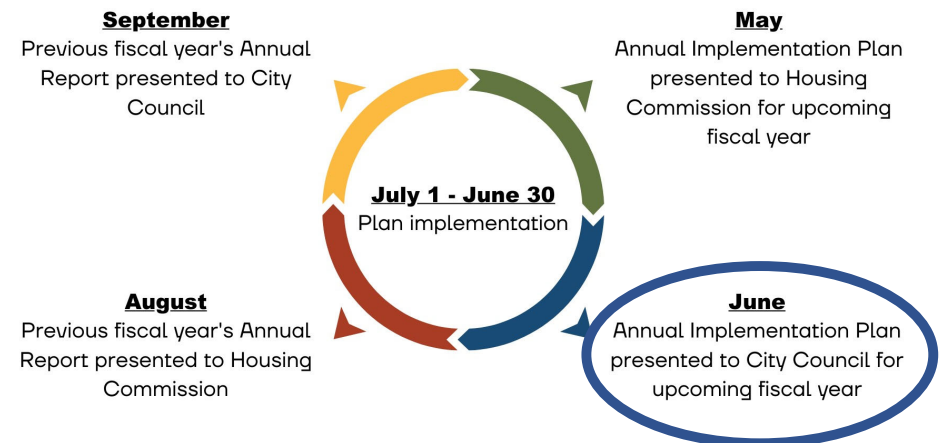 September
Previous fiscal year's Annual
Report presented to City
Council
May
Annual Implementation Plan
presented to Housing
Commission for upcoming
fiscal year
July 1 - June 30
Plan implementation
August
Previous fiscal year's Annual
Report presented to Housing
Commission
June
Annual Implementation Plan
presented to City Council for
upcoming fiscal year